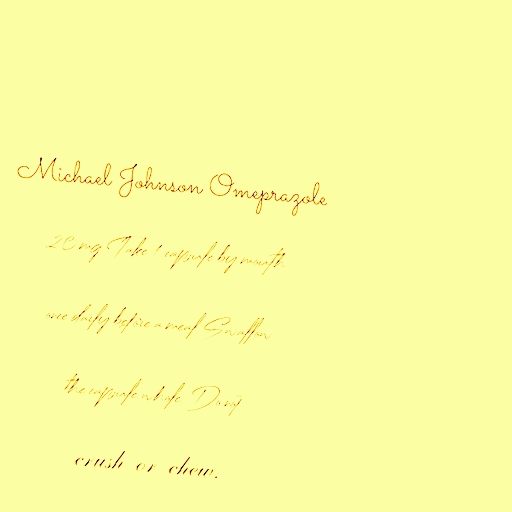 Michael Johnson Omeprazole
20 mg Take 1 capsule by mouth
once daily before a meal Swallow
the capsule whole Do not
crush or chew.